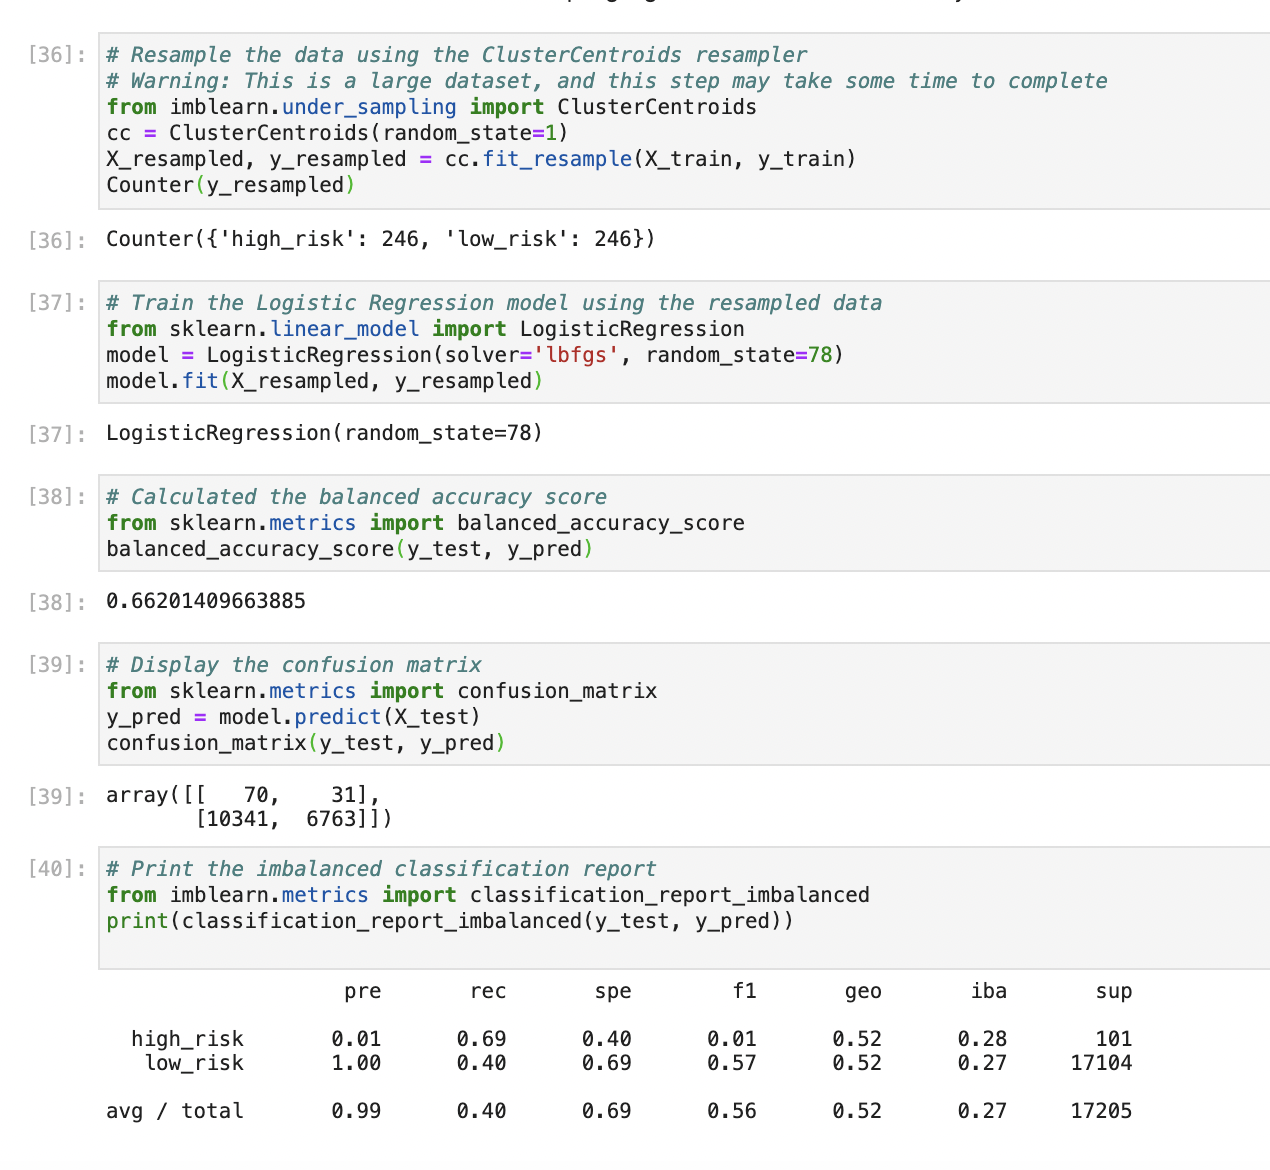 [36]: # Resample the data using the ClusterCentroids resampler
# Warning: This is a large dataset, and this step may take some time to complete
from imblearn.under_sampling import ClusterCentroids
cc = ClusterCentroids(random_state=1)
X_resampled, y_resampled = cc.fit_resample(X_train, y_train)
Counter(y_resampled)
[36]: Counter({'high_risk': 246, 'low_risk': 246})
[37]: # Train the Logistic Regression model using the resampled data
from sklearn.linear_model import LogisticRegression
model = LogisticRegression(solver='lbfgs', random_state=78)
model.fit(X_resampled, y_resampled)
[37]: LogisticRegression(random_state=78)
[38]: # Calculated the balanced accuracy score
from sklearn.metrics import balanced_accuracy_score
balanced_accuracy_score(y_test, y_pred)
[38]: 0.66201409663885
[39]: # Display the confusion matrix
from sklearn.metrics import confusion_matrix
y_pred = model.predict(X_test)
confusion_matrix(y_test, y_pred)
[39]: array([[   70,    31],
       [10341,  6763]])
[40]: # Print the imbalanced classification report
from imblearn.metrics import classification_report_imbalanced
print(classification_report_imbalanced(y_test, y_pred))
pre rec spe f1 geo iba sup
high_risk 0.01 0.69 0.40 0.01 0.52 0.28 101
low_risk 1.00 0.40 0.69 0.57 0.52 0.27 17104
avg / total 0.99 0.40 0.69 0.56 0.52 0.27 17205